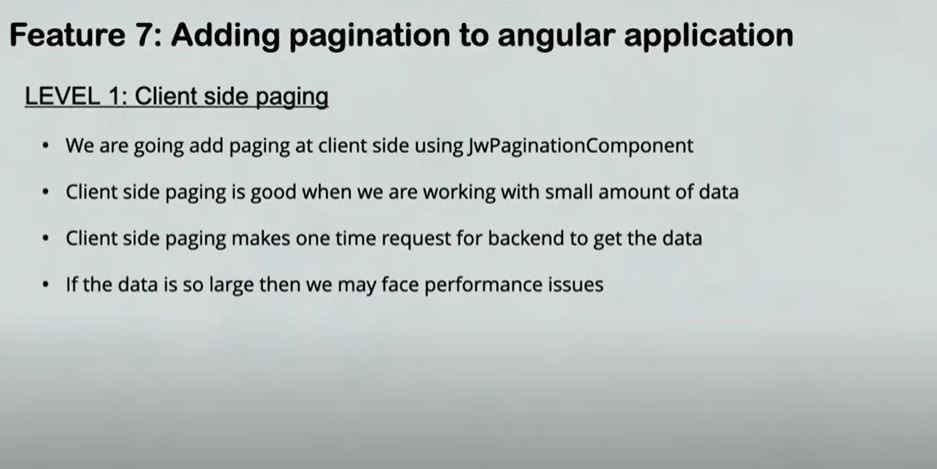 Feature 7: Adding pagination to angular application
LEVEL 1: Client side paging
• We are going add paging at client side using JwPaginationComponent
• Client side paging is good when we are working with small amount of data
• Client side paging makes one time request for backend to get the data
• If the data is so large then we may face performance issues